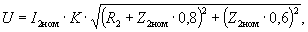 U = I₂ном · K · √((R₂ + Z₂ном · 0,8)² + (Z₂ном · 0,6)²),